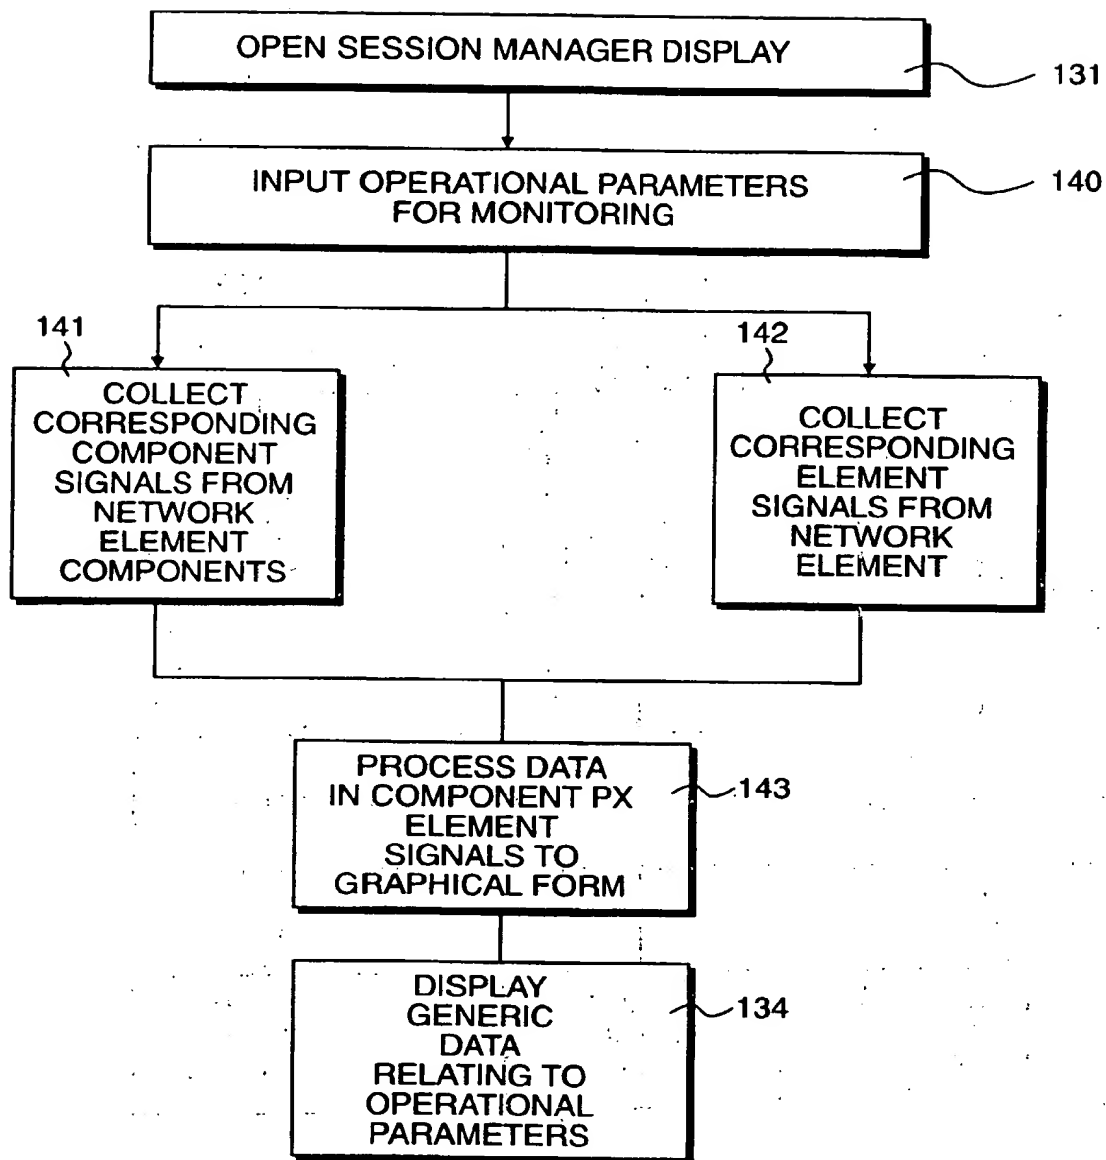 OPEN SESSION MANAGER DISPLAY
131
INPUT OPERATIONAL PARAMETERS
FOR MONITORING
140
141
COLLECT
CORRESPONDING
COMPONENT
SIGNALS FROM
NETWORK
ELEMENT
COMPONENTS
142
COLLECT
CORRESPONDING
ELEMENT
SIGNALS FROM
NETWORK
ELEMENT
PROCESS DATA
IN COMPONENT PX
ELEMENT
SIGNALS TO
GRAPHICAL FORM
143
DISPLAY
GENERIC
DATA
RELATING TO
OPERATIONAL
PARAMETERS
134